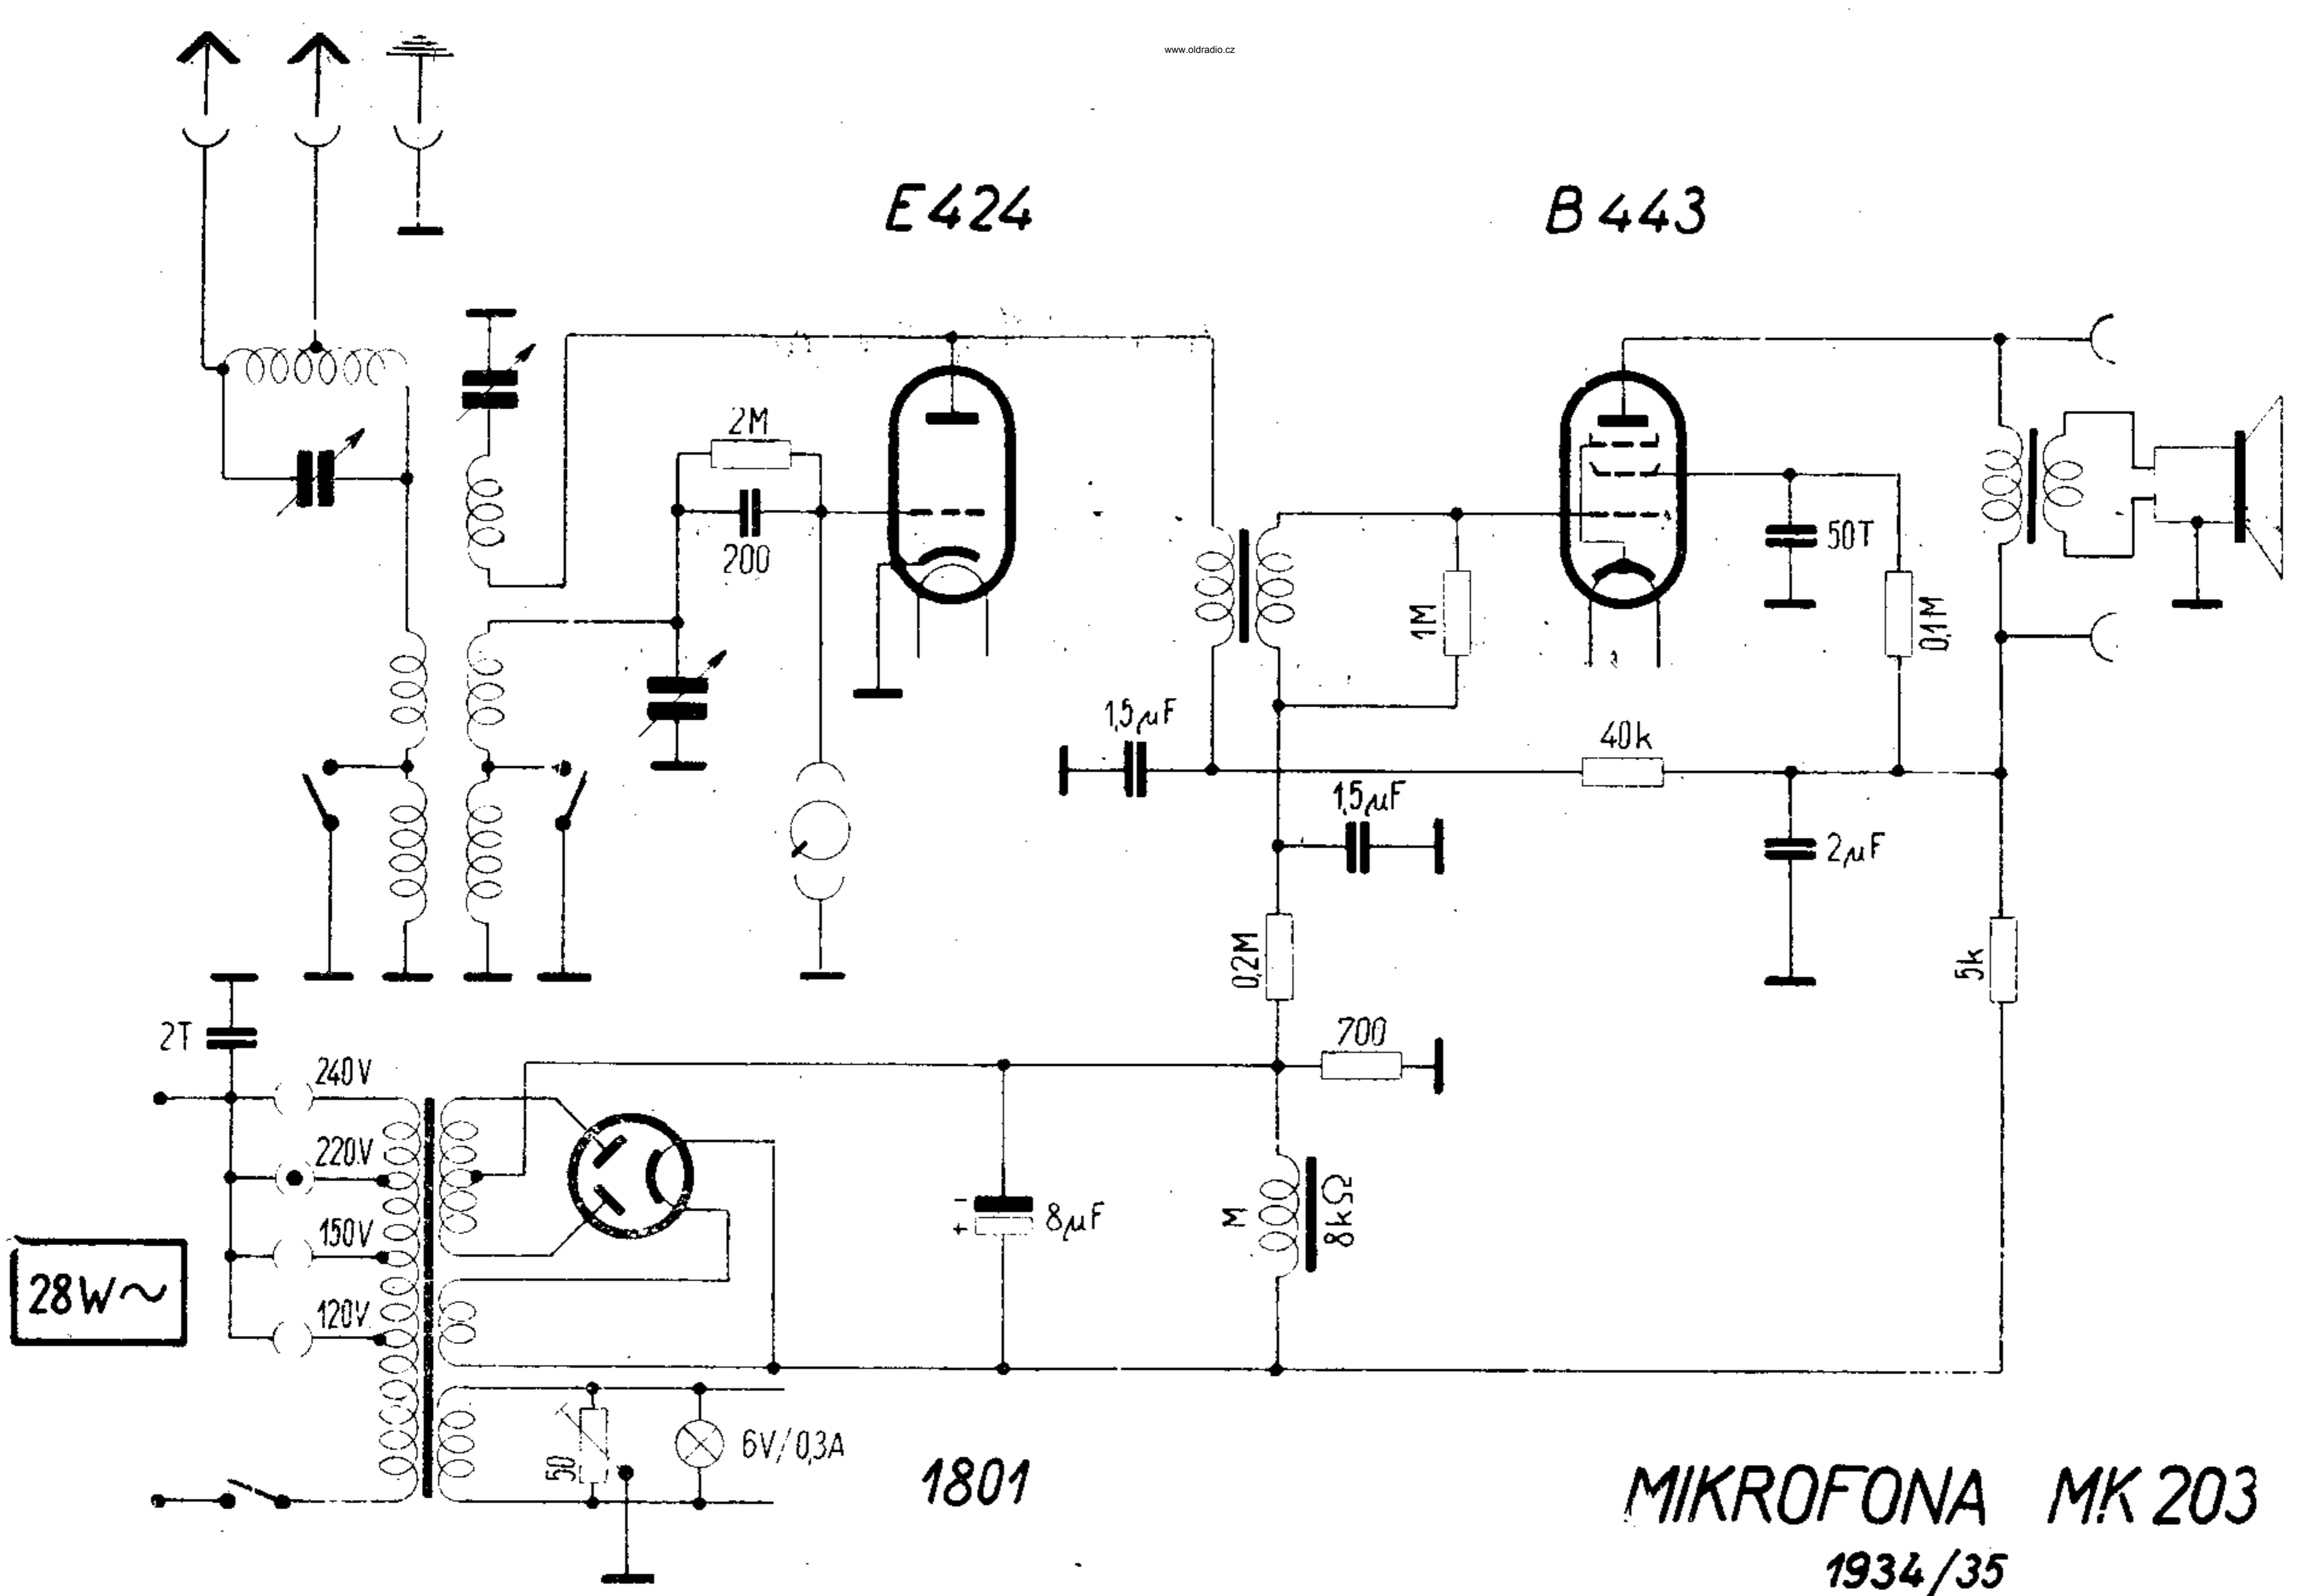 www.oldradio.cz
E424
B443
2M
200
50T
1M
0,1M
1,5µF
40k
1,5µF
2µF
0,2M
5k
2T
700
240V
220V
150V
120V
28W~
- +
8µF
M
8kΩ
50
6V/0,3A
1801
MIKROFONA MK 203
1934/35